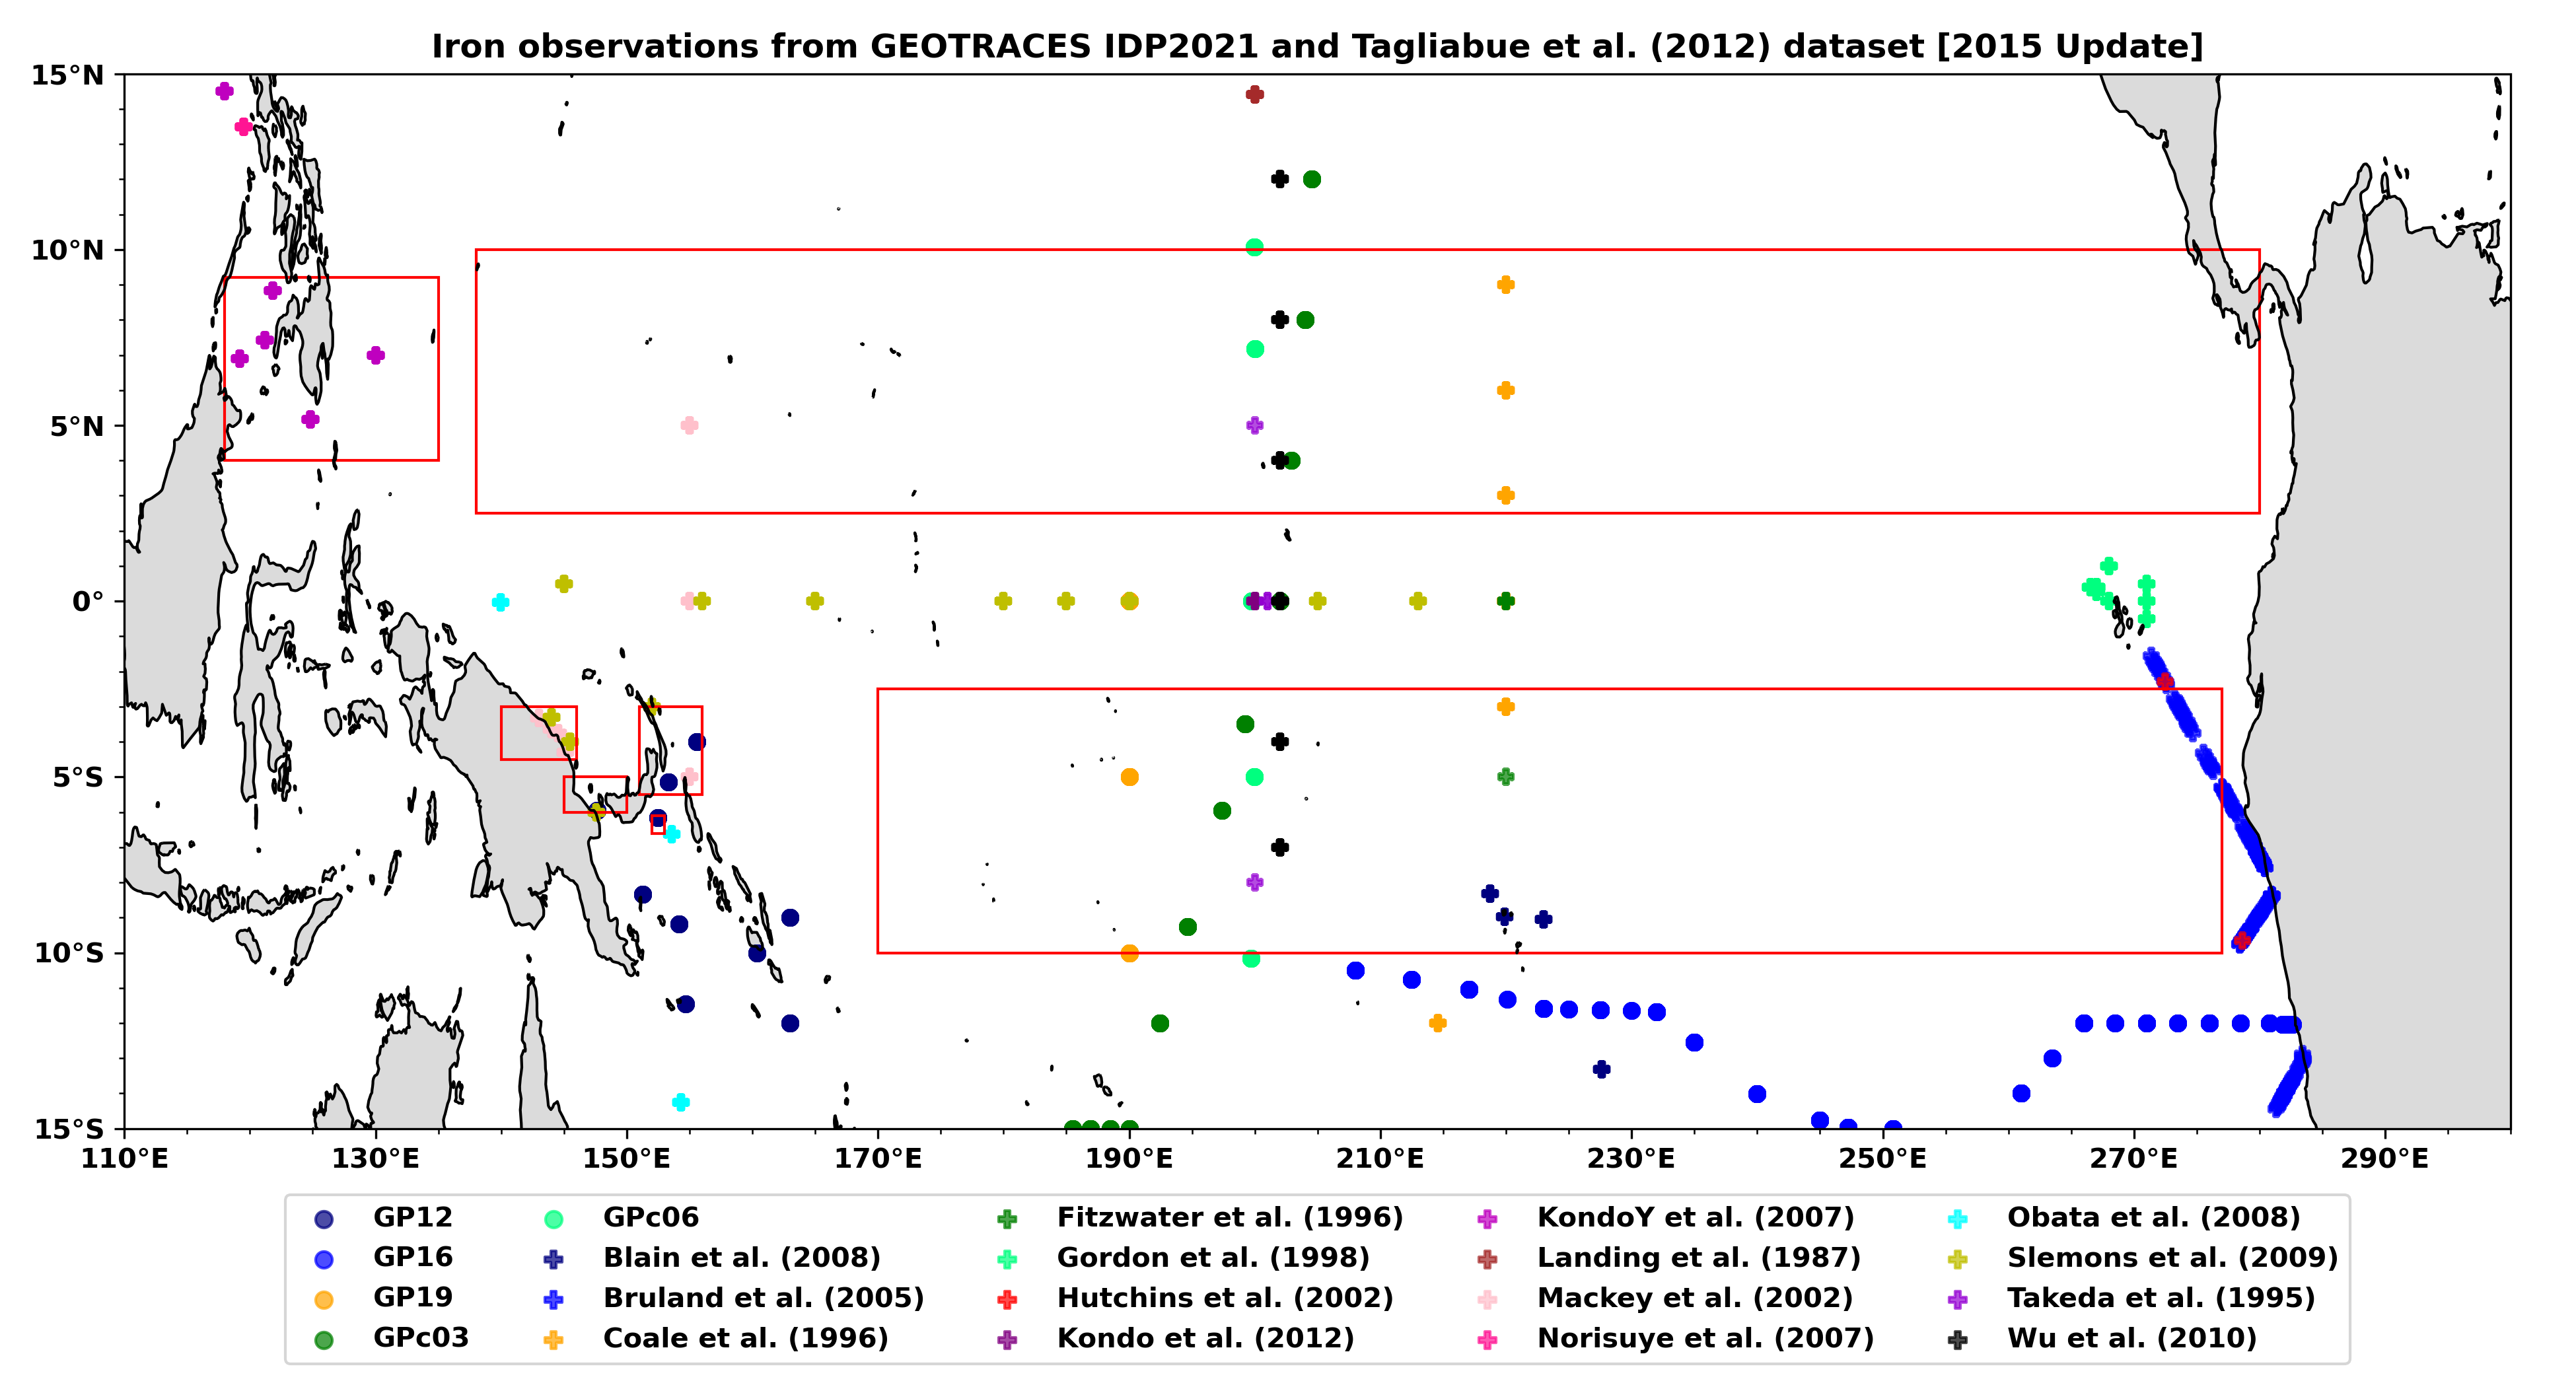 Iron observations from GEOTRACES IDP2021 and Tagliabue et al. (2012) dataset [2015 Update]
15°N
10°N
5°N
0°
5°S
10°S
15°S
110°E 130°E 150°E 170°E 190°E 210°E 230°E 250°E 270°E 290°E
GP12 GPc06 Fitzwater et al. (1996) KondoY et al. (2007) Obata et al. (2008)
GP16 Blain et al. (2008) Gordon et al. (1998) Landing et al. (1987) Slemons et al. (2009)
GP19 Bruland et al. (2005) Hutchins et al. (2002) Mackey et al. (2002) Takeda et al. (1995)
GPc03 Coale et al. (1996) Kondo et al. (2012) Norisuye et al. (2007) Wu et al. (2010)